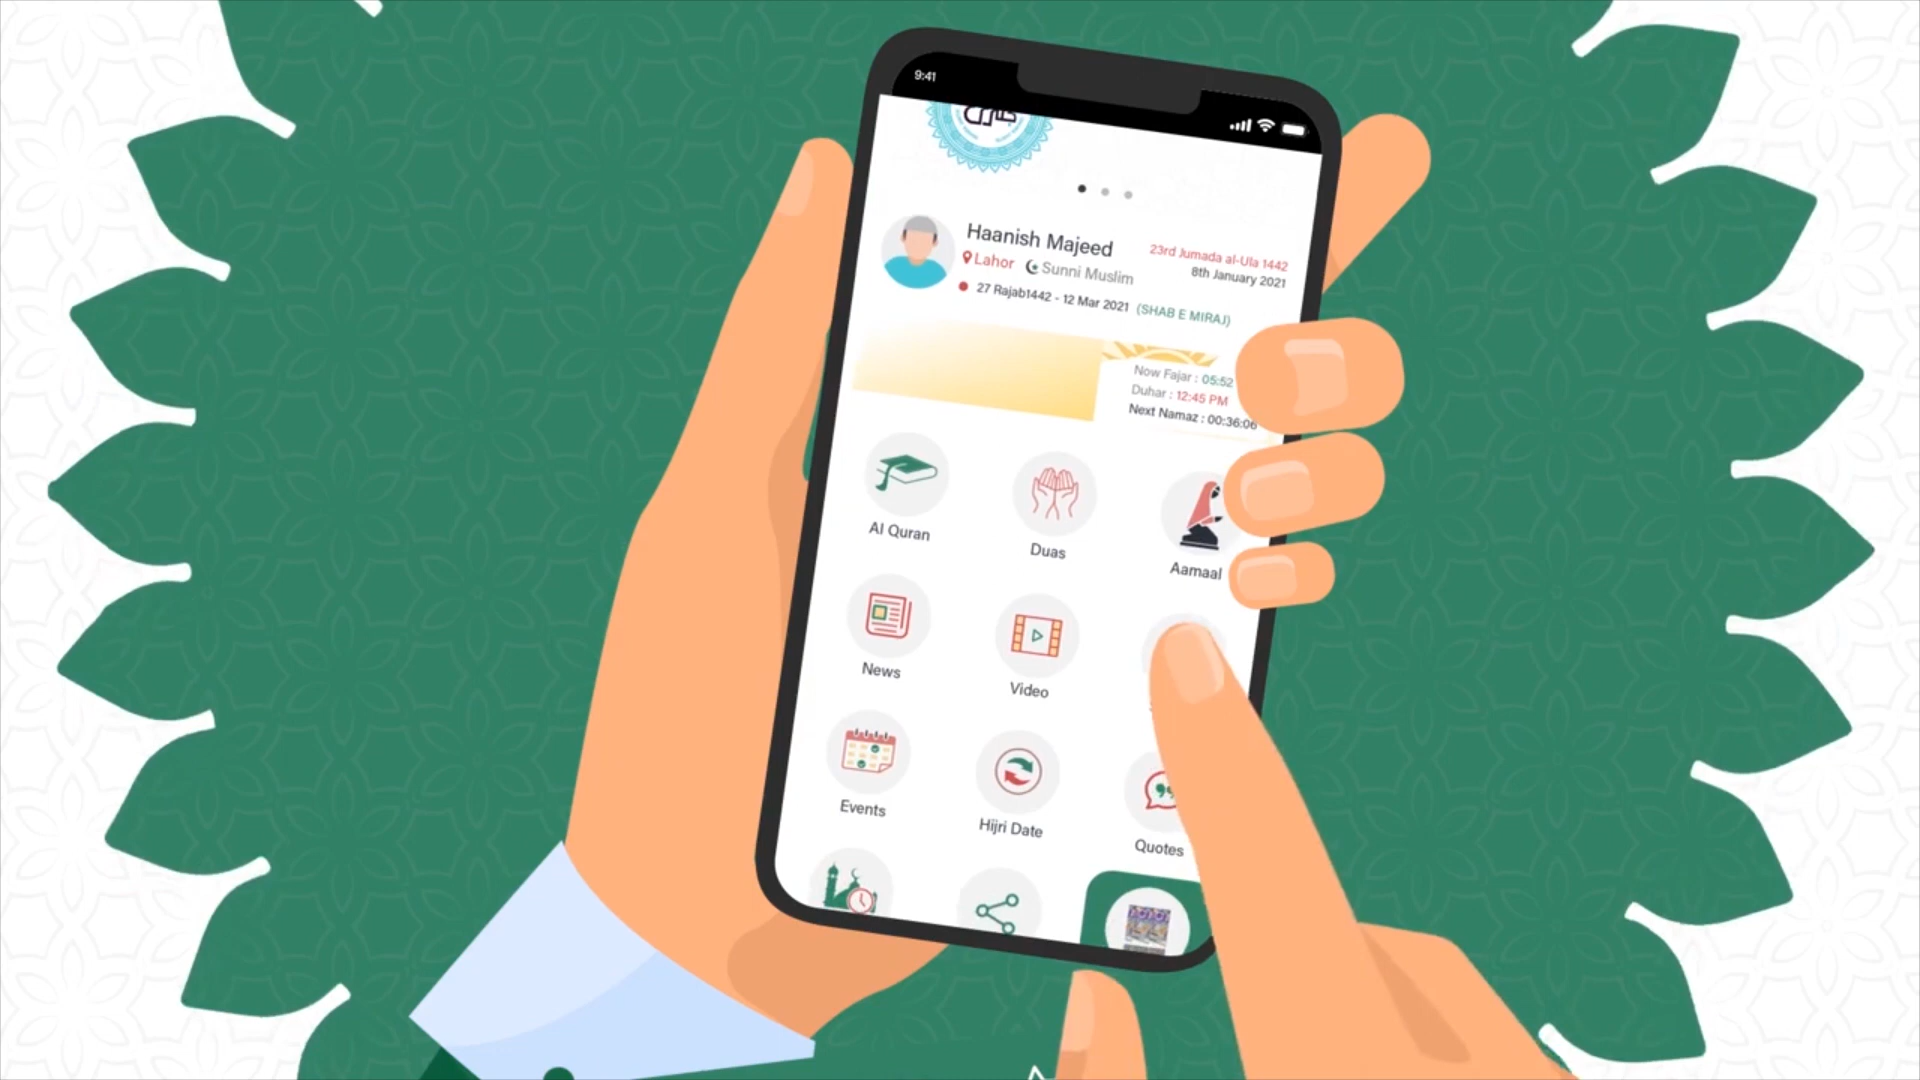 9:41
Haanish Majeed
Lahor
Sunni Muslim
23rd Jumada al-Ula 1442
8th January 2021
27 Rajab1442 - 12 Mar 2021 (SHAB E MIRAJ)
Now Fajar : 05:52
Duhar : 12:45 PM
Next Namaz : 00:36:06
Al Quran
Duas
Aamaal
News
Video
Events
Hijri Date
Quotes